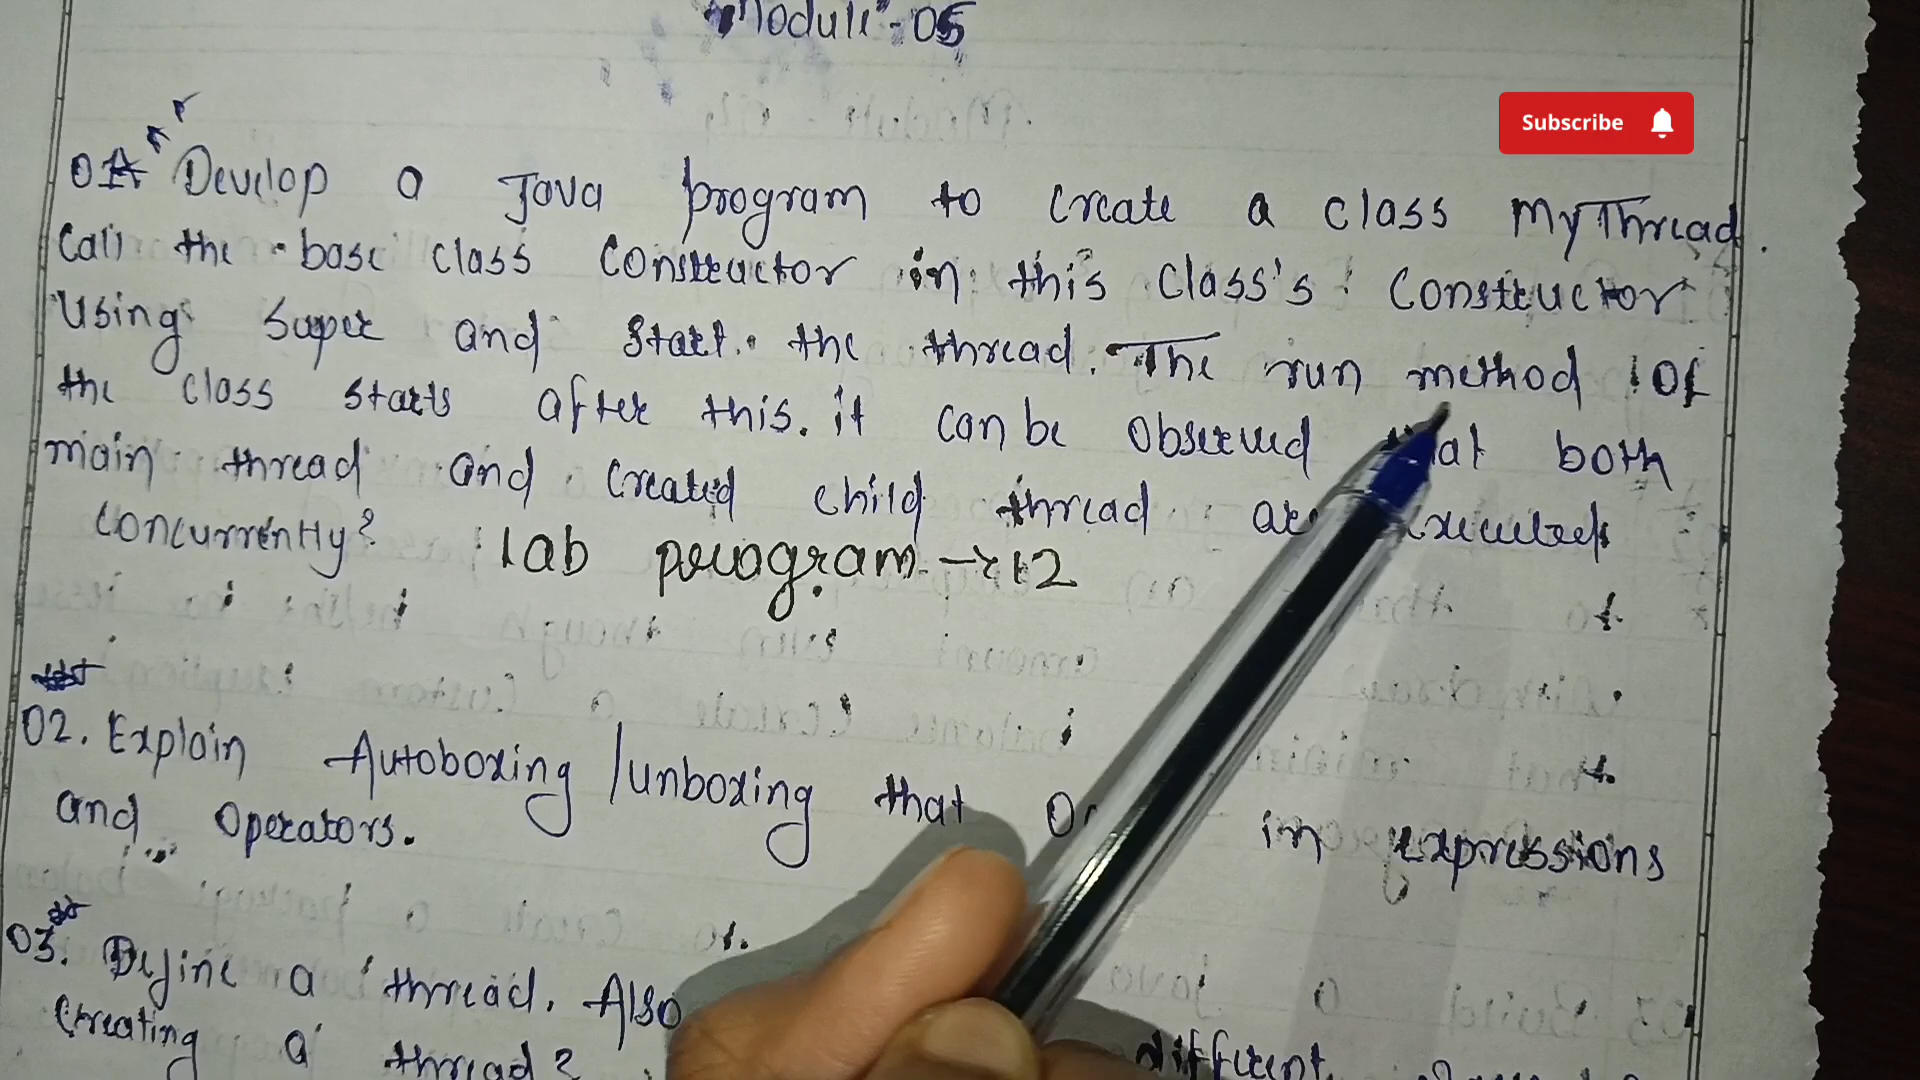 Module - 05
Subscribe
01 Develop a Java program to create a class MyThread.
Call the base class Constructor in this class's Constructor
Using Super and Start the thread. The run method of
the class starts after this. it can be observed that both
main thread and Created child thread are executed
Concurrently?
lab program → 12
02. Explain Autoboxing/unboxing that in expressions
and operators.
03. Define a thread. Also
Creating a thread? different